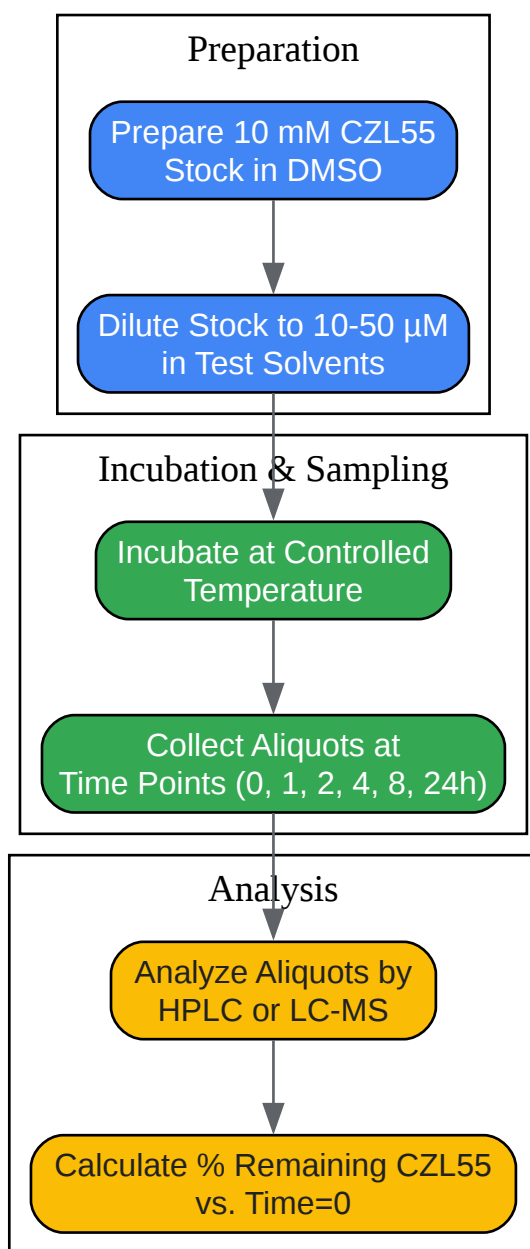 Preparation
Prepare 10 mM CZL55
Stock in DMSO
Dilute Stock to 10-50 µM
in Test Solvents
Incubation & Sampling
Incubate at Controlled
Temperature
Collect Aliquots at
Time Points (0, 1, 2, 4, 8, 24h)
Analysis
Analyze Aliquots by
HPLC or LC-MS
Calculate % Remaining CZL55
vs. Time=0